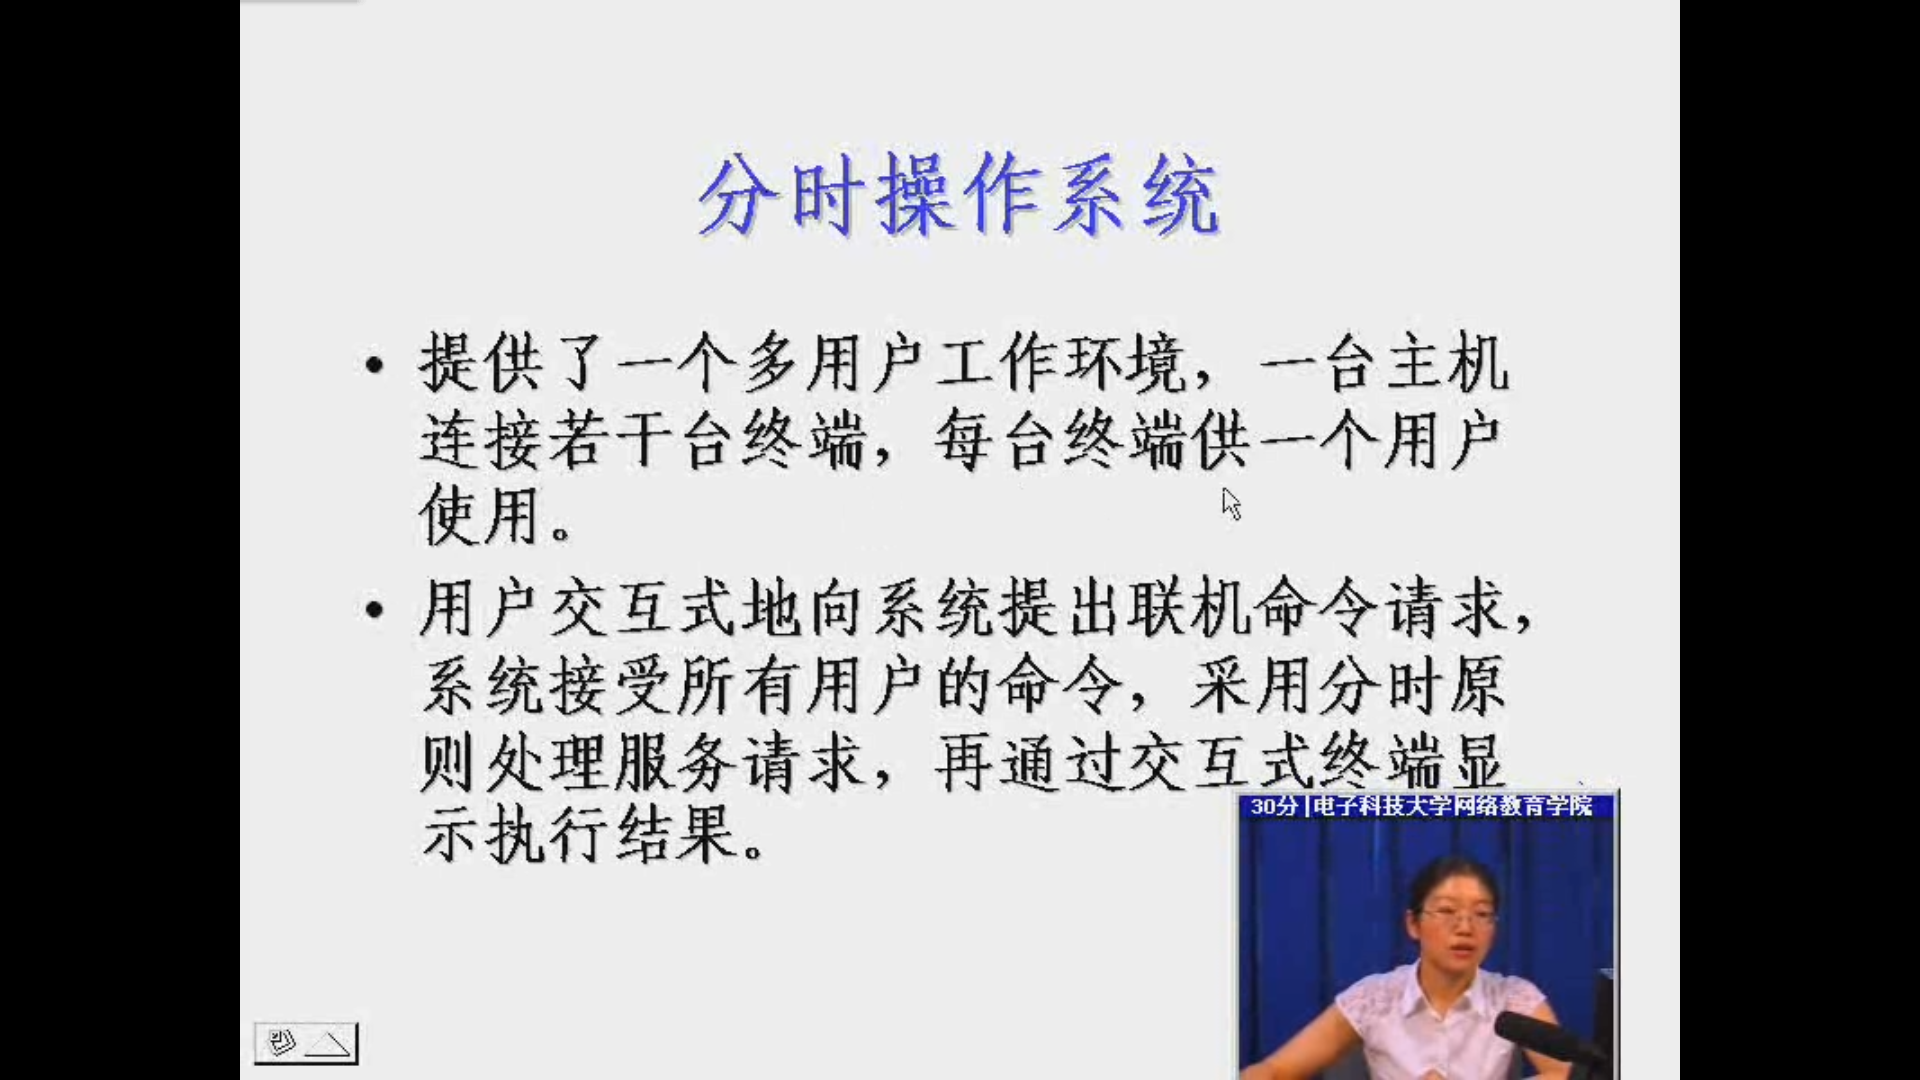 分时操作系统
• 提供了一个多用户工作环境，一台主机
连接若干台终端，每台终端供一个用户
使用。
• 用户交互式地向系统提出联机命令请求，
系统接受所有用户的命令，采用分时原
则处理服务请求，再通过交互式终端显
示执行结果。
30分|电子科技大学网络教育学院